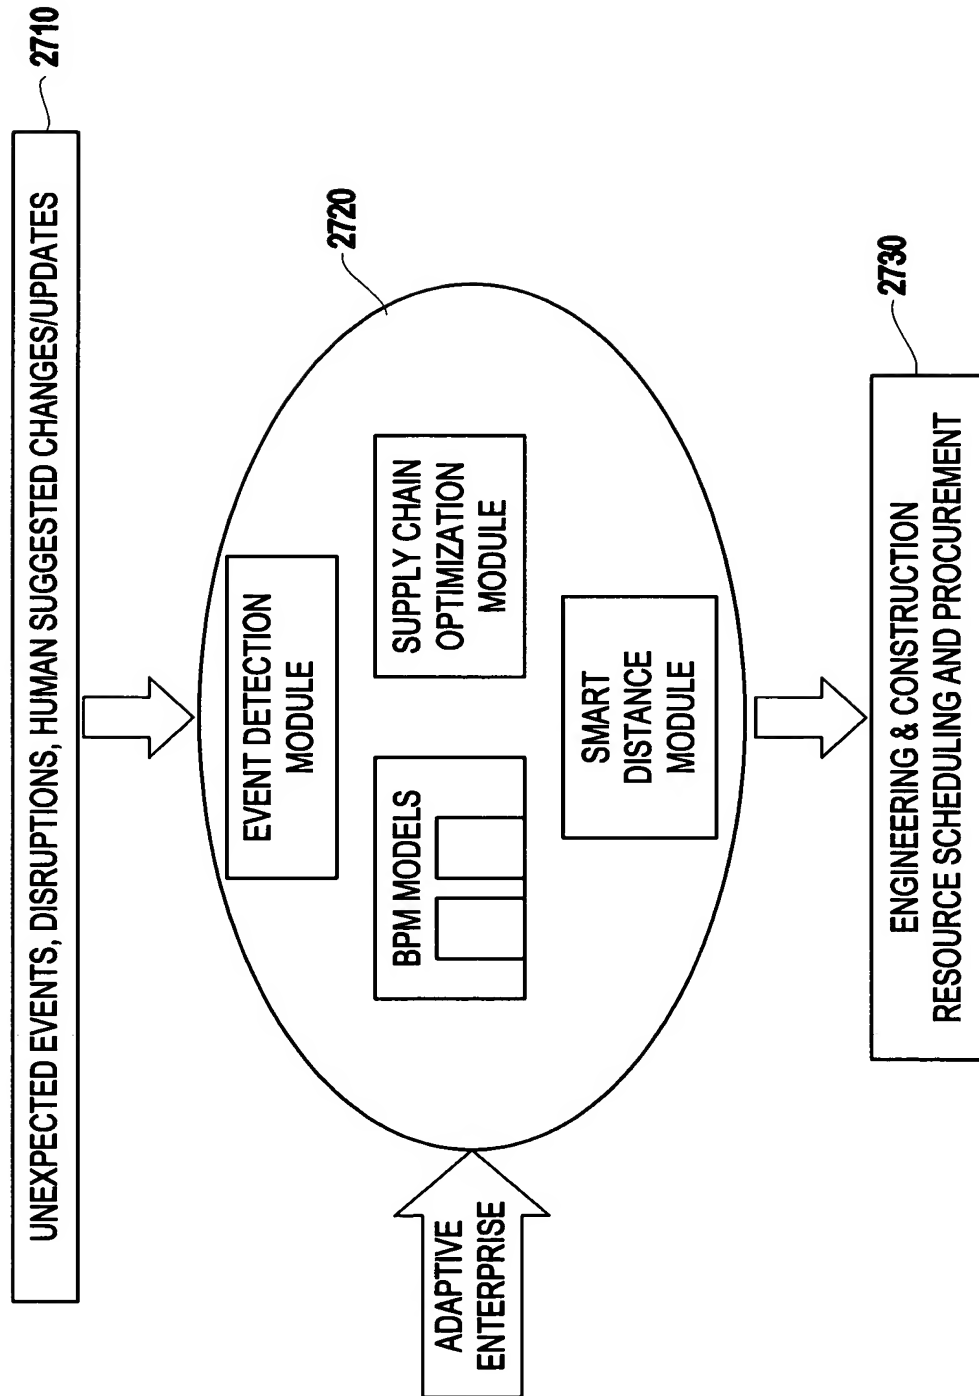 UNEXPECTED EVENTS, DISRUPTIONS, HUMAN SUGGESTED CHANGES/UPDATES
2710
2720
EVENT DETECTION
MODULE
BPM MODELS
SUPPLY CHAIN
OPTIMIZATION
MODULE
SMART
DISTANCE
MODULE
ADAPTIVE
ENTERPRISE
2730
ENGINEERING & CONSTRUCTION
RESOURCE SCHEDULING AND PROCUREMENT